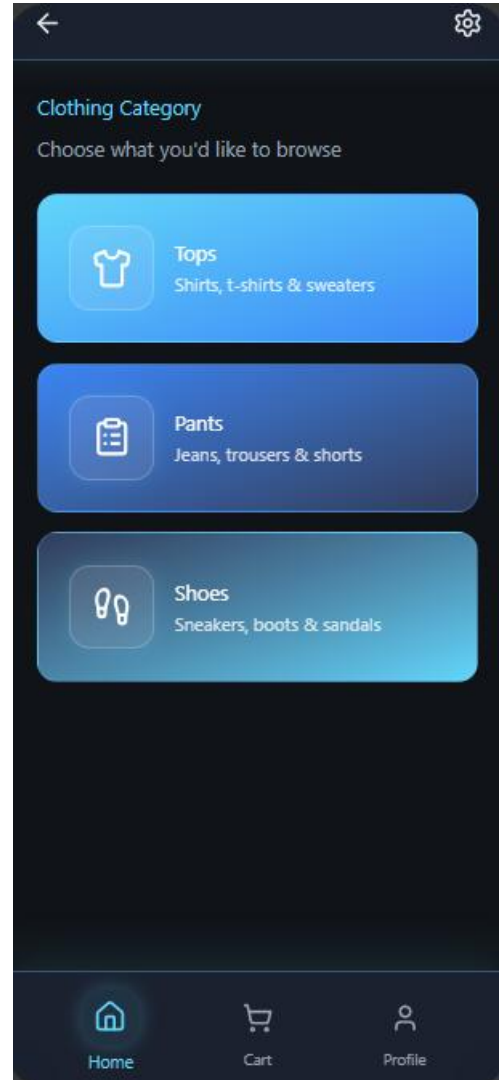 Clothing Category
Choose what you'd like to browse
Tops
Shirts, t-shirts & sweaters
Pants
Jeans, trousers & shorts
Shoes
Sneakers, boots & sandals
Home
Cart
Profile